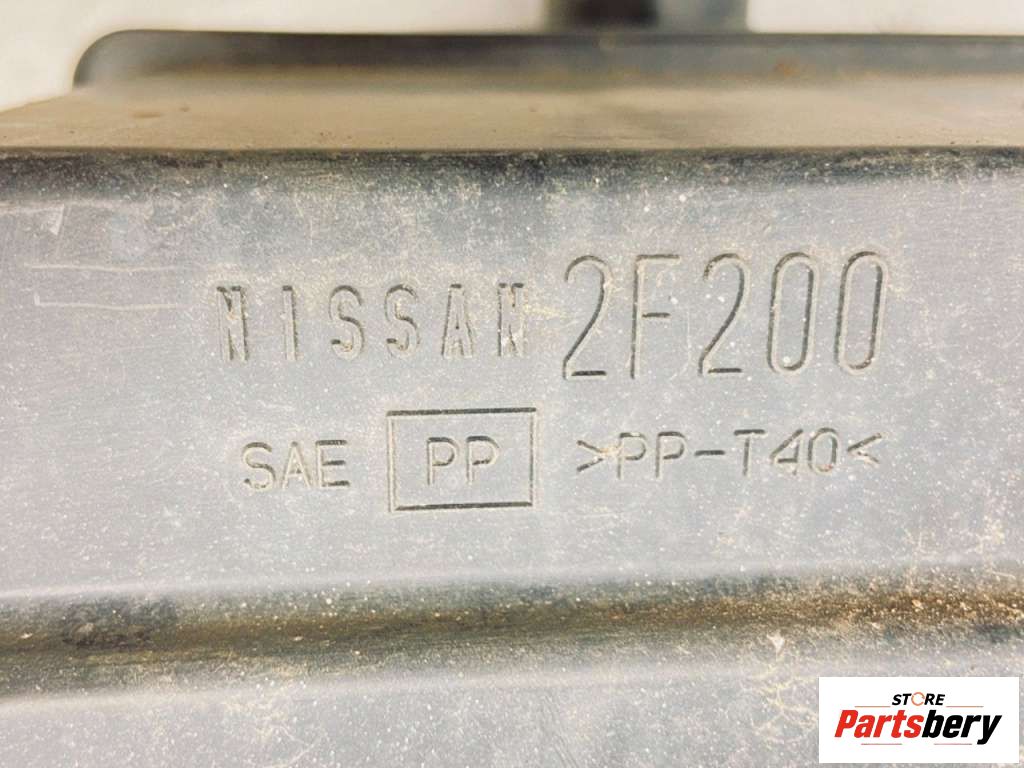 NISSAN 2F200
SAE PP >PP-T40<
STORE
Partsbery